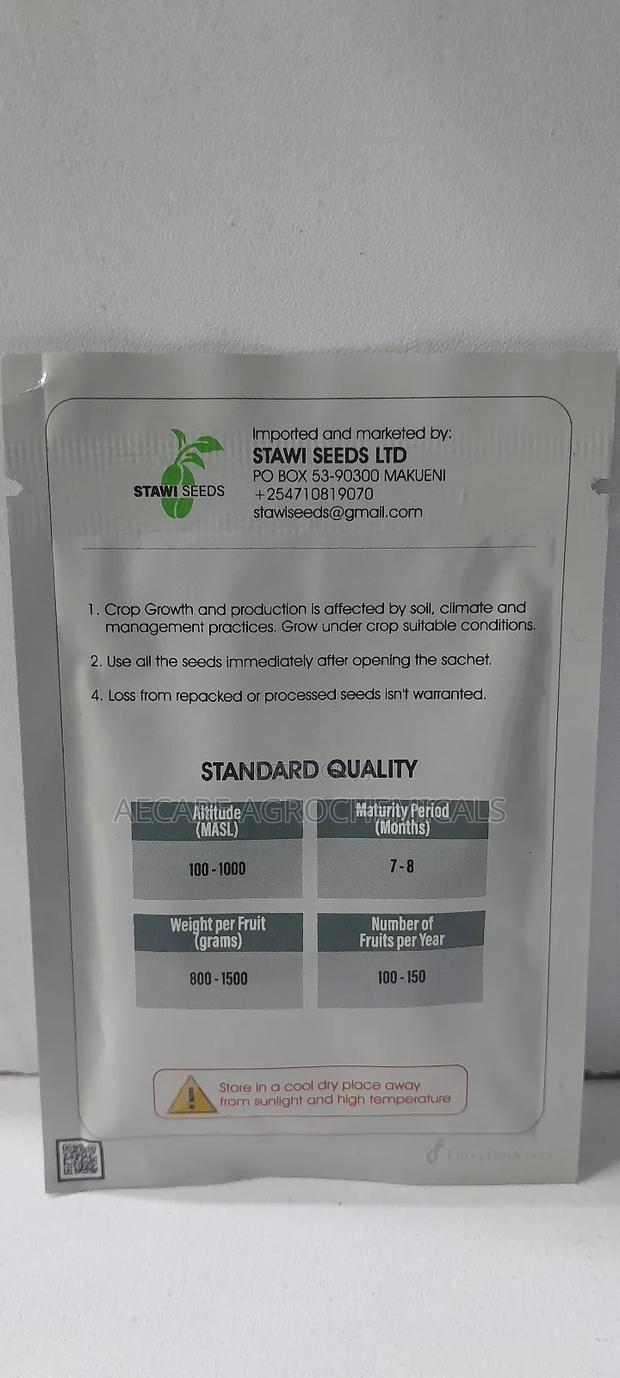 Imported and marketed by:
STAWI SEEDS LTD
PO BOX 53-90300 MAKUENI
+254710819070
stawiseeds@gmail.com
STAWI SEEDS
1. Crop Growth and production is affected by soil, climate and
management practices. Grow under crop suitable conditions.
2. Use all the seeds immediately after opening the sachet.
4. Loss from repacked or processed seeds isn't warranted.
STANDARD QUALITY
AECARE AGROCHEMICALS
Altitude
(MASL)
100 - 1000
Maturity Period
(Months)
7 - 8
Weight per Fruit
(grams)
800 - 1500
Number of
Fruits per Year
100 - 150
Store in a cool dry place away
from sunlight and high temperature